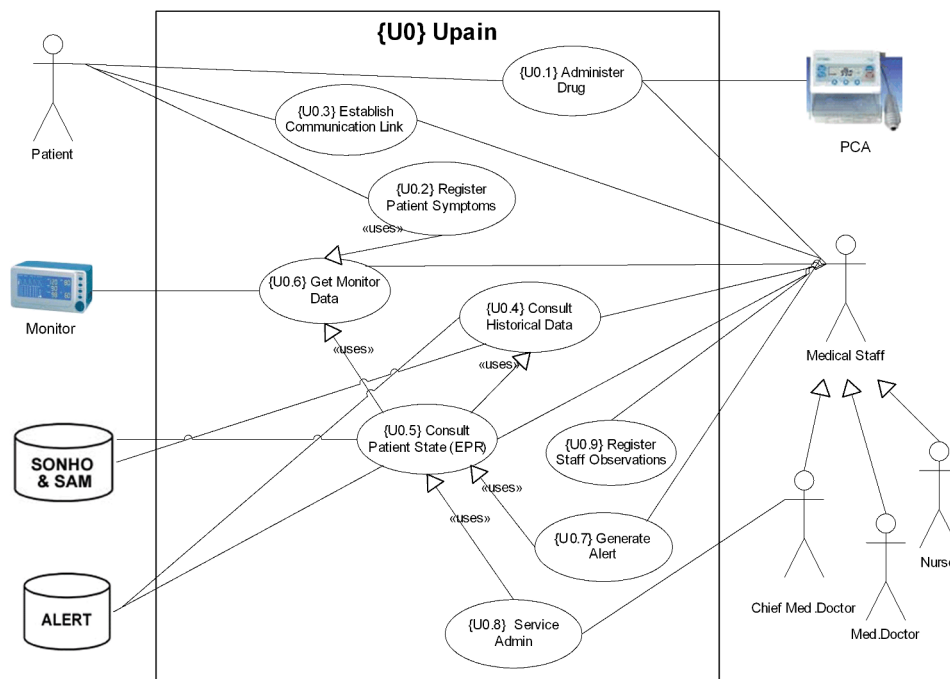 {U0} Upain
{U0.1} Administer
Drug
{U0.3} Establish
Communication Link
Patient
PCA
{U0.2} Register
Patient Symptoms
«uses»
{U0.6} Get Monitor
Data
{U0.4} Consult
Historical Data
Monitor
Medical Staff
«uses»
«uses»
{U0.5} Consult
Patient State (EPR)
{U0.9} Register
Staff Observations
SONHO
& SAM
«uses»
«uses»
{U0.7} Generate
Alert
Nurse
Chief Med.Doctor
Med.Doctor
ALERT
{U0.8} Service
Admin